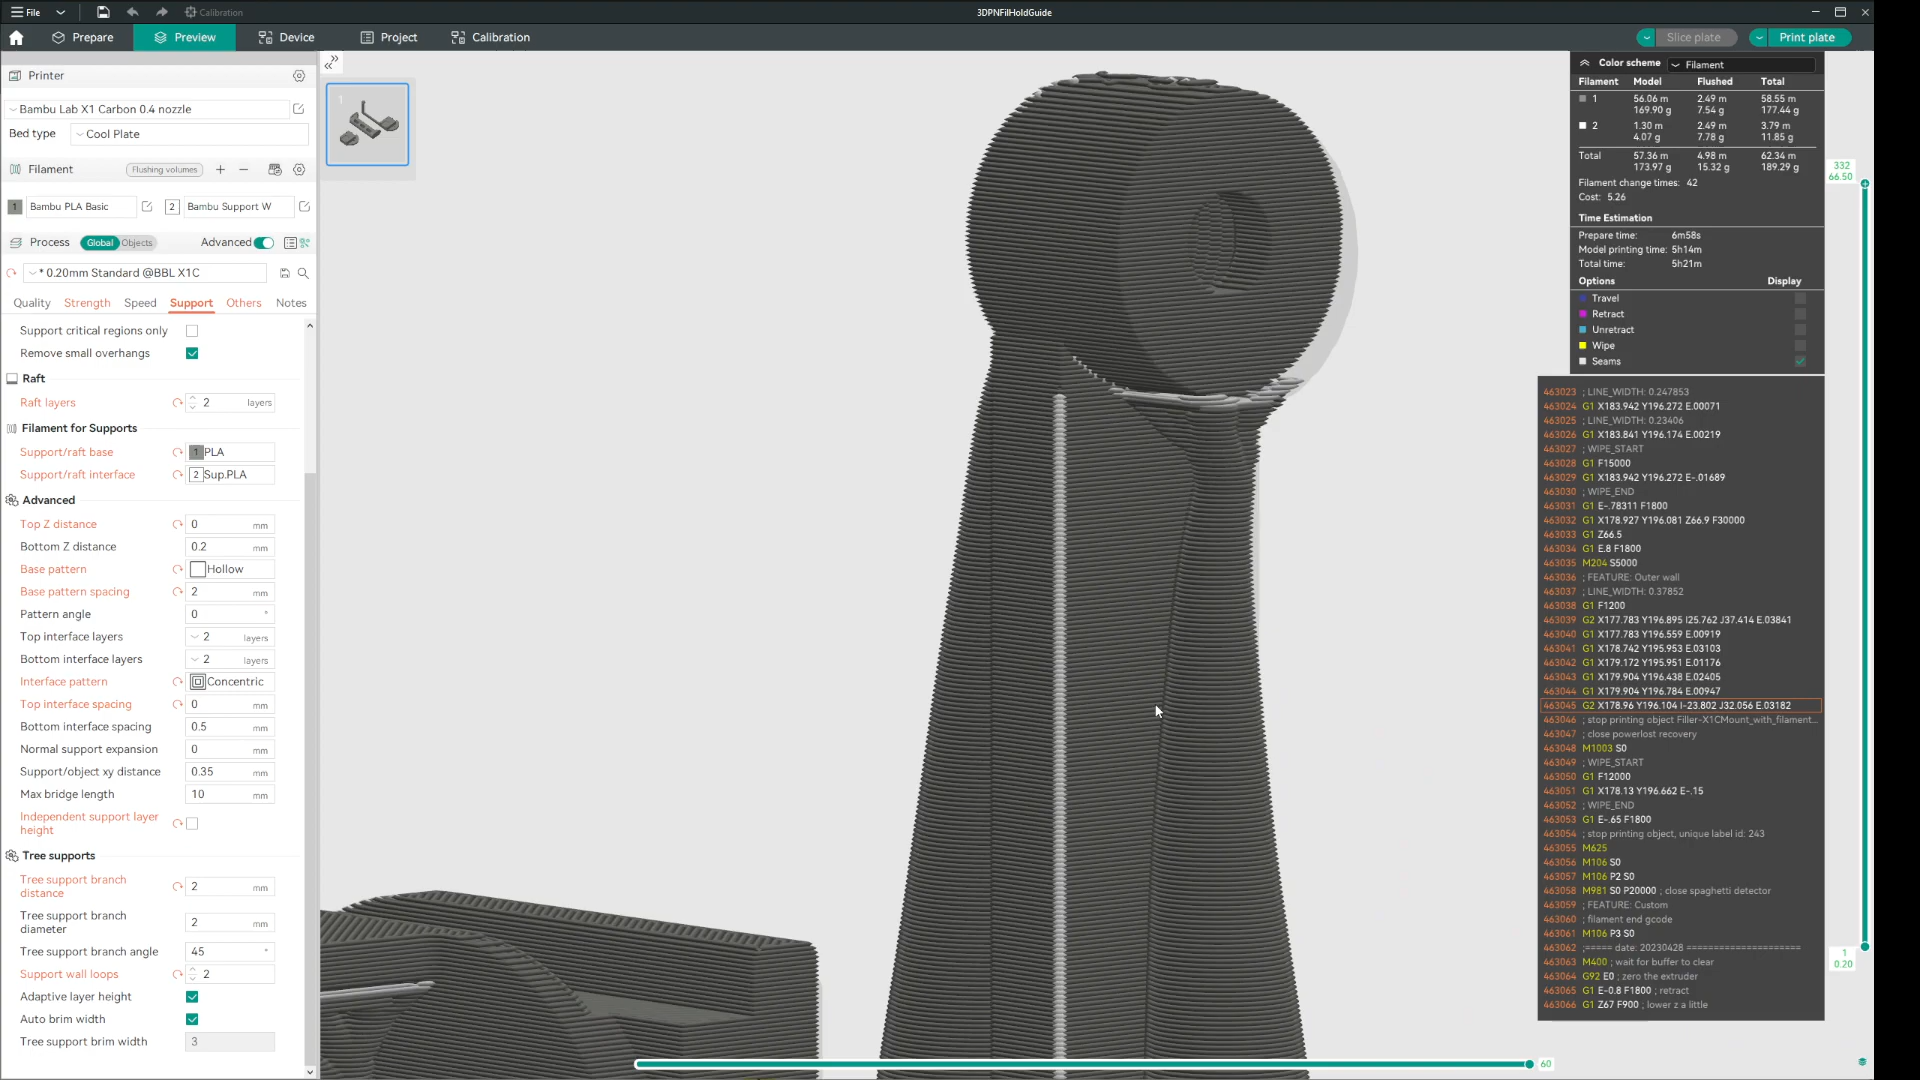 File
Calibration
3DPNFilHoldGuide
Prepare
Preview
Device
Project
Calibration
Slice plate
Print plate
Printer
Bambu Lab X1 Carbon 0.4 nozzle
Bed type
Cool Plate
Filament
Flushing volumes
1
Bambu PLA Basic
2
Bambu Support W
Process
Global
Objects
Advanced
* 0.20mm Standard @BBL X1C
Quality
Strength
Speed
Support
Others
Notes
Support critical regions only
Remove small overhangs
Raft
Raft layers
2
layers
Filament for Supports
Support/raft base
1 PLA
Support/raft interface
2 Sup.PLA
Advanced
Top Z distance
0
mm
Bottom Z distance
0.2
mm
Base pattern
Hollow
Base pattern spacing
2
mm
Pattern angle
0
°
Top interface layers
2
layers
Bottom interface layers
2
layers
Interface pattern
Concentric
Top interface spacing
0
mm
Bottom interface spacing
0.5
mm
Normal support expansion
0
mm
Support/object xy distance
0.35
mm
Max bridge length
10
mm
Independent support layer
height
Tree supports
Tree support branch
distance
2
mm
Tree support branch
diameter
2
mm
Tree support branch angle
45
°
Support wall loops
2
Adaptive layer height
Auto brim width
Tree support brim width
3
1
Color scheme
Filament
Filament Model Flushed Total
1 56.06 m 2.49 m 58.55 m
169.90 g 7.54 g 177.44 g
2 1.30 m 2.49 m 3.79 m
4.07 g 7.78 g 11.85 g
Total 57.36 m 4.98 m 62.34 m
173.97 g 15.32 g 189.29 g
Filament change times: 42
Cost: 5.26
Time Estimation
Prepare time: 6m58s
Model printing time: 5h14m
Total time: 5h21m
Options Display
Travel
Retract
Unretract
Wipe
Seams
332
66.50
463023 ; LINE_WIDTH: 0.247853
463024 G1 X183.942 Y196.272 E.00071
463025 ; LINE_WIDTH: 0.23406
463026 G1 X183.841 Y196.174 E.00219
463027 ; WIPE_START
463028 G1 F15000
463029 G1 X183.942 Y196.272 E-.01689
463030 ; WIPE_END
463031 G1 E-.78311 F1800
463032 G1 X178.927 Y196.081 Z66.9 F30000
463033 G1 Z66.5
463034 G1 E.8 F1800
463035 M204 S5000
463036 ; FEATURE: Outer wall
463037 ; LINE_WIDTH: 0.37852
463038 G1 F1200
463039 G2 X177.783 Y196.895 I25.762 J37.414 E.03841
463040 G1 X177.783 Y196.559 E.00919
463041 G1 X178.742 Y195.953 E.03103
463042 G1 X179.172 Y195.951 E.01176
463043 G1 X179.904 Y196.438 E.02405
463044 G1 X179.904 Y196.784 E.00947
463045 G2 X178.96 Y196.104 I-23.802 J32.056 E.03182
463046 ; stop printing object Filler-X1CMount_with_filament...
463047 ; close powerlost recovery
463048 M1003 S0
463049 ; WIPE_START
463050 G1 F12000
463051 G1 X178.13 Y196.662 E-.15
463052 ; WIPE_END
463053 G1 E-.65 F1800
463054 ; stop printing object, unique label id: 243
463055 M625
463056 M106 S0
463057 M106 P2 S0
463058 M981 S0 P20000 ; close spaghetti detector
463059 ; FEATURE: Custom
463060 ; filament end gcode
463061 M106 P3 S0
463062 ;===== date: 20230428 =====================
463063 M400 ; wait for buffer to clear
463064 G92 E0 ; zero the extruder
463065 G1 E-0.8 F1800 ; retract
463066 G1 Z67 F900 ; lower z a little
1
0.20
60